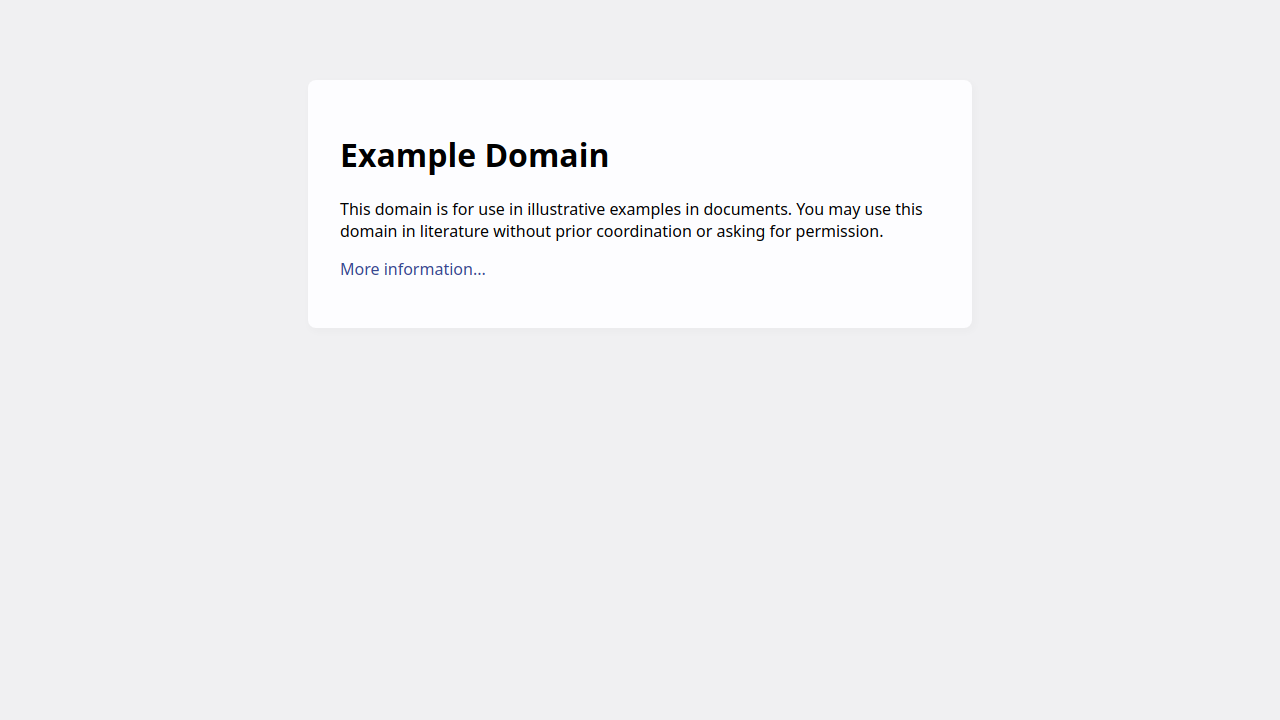 Example Domain
This domain is for use in illustrative examples in documents. You may use this
domain in literature without prior coordination or asking for permission.
More information...